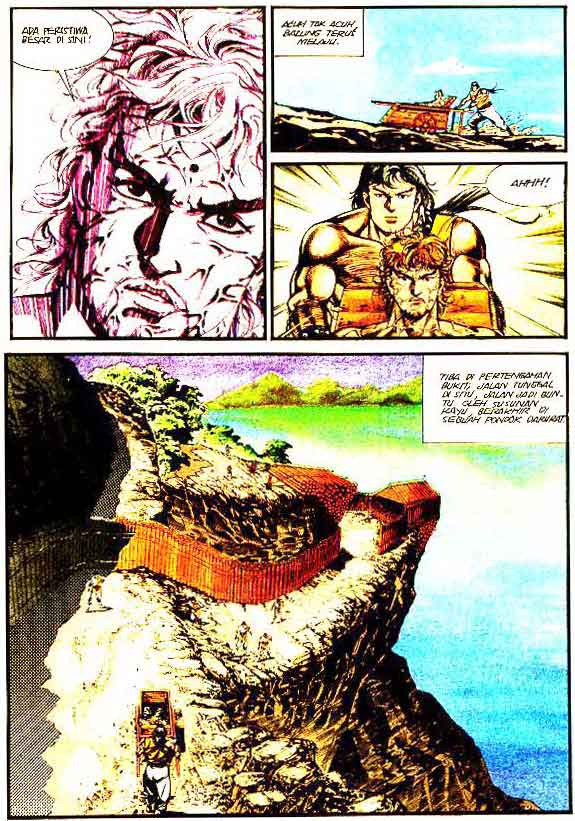 ADA PERISTIWA
BESAR DI SINI!
ACUH TAK ACUH,
BALUNG TERUS
MELAJU.
AHHH!
TIBA DI PERTENGAHAN
BUKIT, JALAN TUNGGAL
DI SITU, JALAN JADI BUN-
TU OLEH SUSUNAN
KAYU, BERAKHIR DI
SEBUAH PONDOK DARURAT.